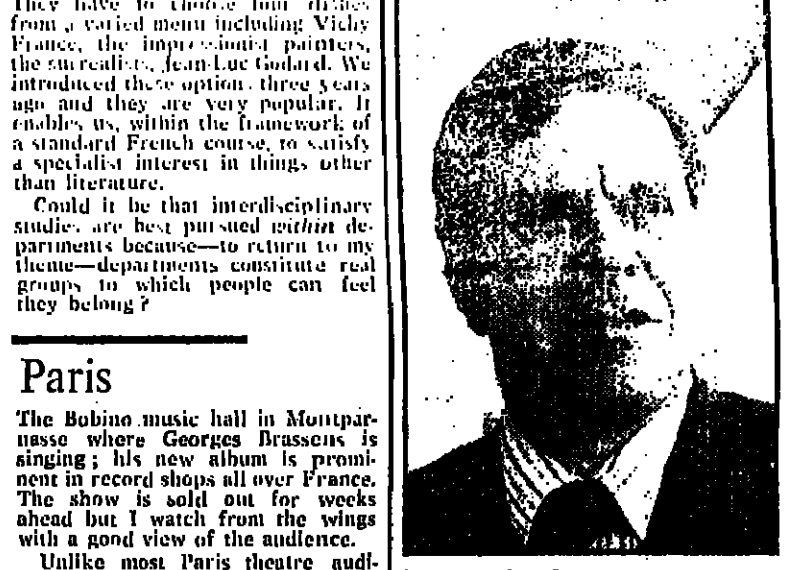 They have to choose four dishes
from a varied menu including Vichy
France, the impressionist painters,
the surrealists, Jean-Luc Godard. We
introduced these options three years
ago and they are very popular. It
enables us, within the framework of
a standard French course, to satisfy
a specialist interest in things other
than literature.
Could it be that interdisciplinary
studies are best pursued within de-
partments because—to return to my
theme—departments constitute real
groups to which people can feel
they belong?
Paris
The Bobino music hall in Montpar-
nasse where Georges Brassens is
singing; his new album is promi-
nent in record shops all over France.
The show is sold out for weeks
ahead but I watch from the wings
with a good view of the audience.
Unlike most Paris theatre audi-